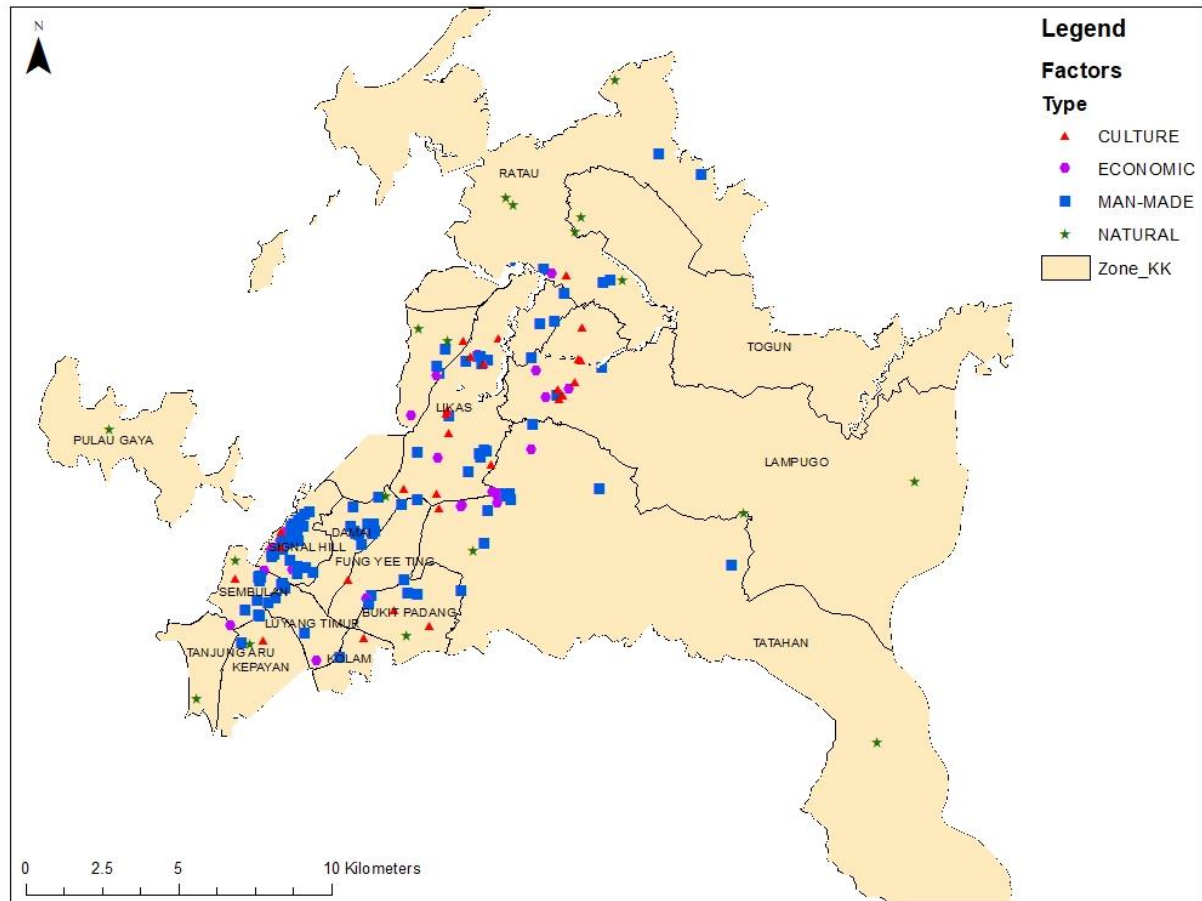 N
Legend
Factors
Type
CULTURE
ECONOMIC
MAN-MADE
NATURAL
Zone_KK
RATAU
TOGUN
LIKAS
PULAU GAYA
LAMPUGO
DAMAI
SIGNAL HILL
FUNG YEE TING
SEMBULAN
BUKIT PADANG
LUYANG TIMUR
TANJUNG ARU
KOLAM
KEPAYAN
TATAHAN
0 2.5 5 10 Kilometers